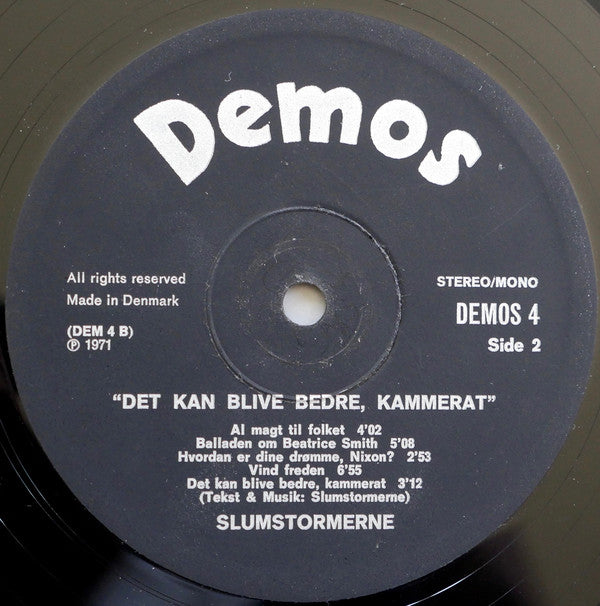 Demos
All rights reserved
Made in Denmark
(DEM 4 B)
℗ 1971
STEREO/MONO
DEMOS 4
Side 2
“DET KAN BLIVE BEDRE, KAMMERAT”
Al magt til folket 4’02
Balladen om Beatrice Smith 5’08
Hvordan er dine drømme, Nixon? 2’53
Vind freden 6’55
Det kan blive bedre, kammerat 3’12
(Tekst & Musik: Slumstormerne)
SLUMSTORMERNE